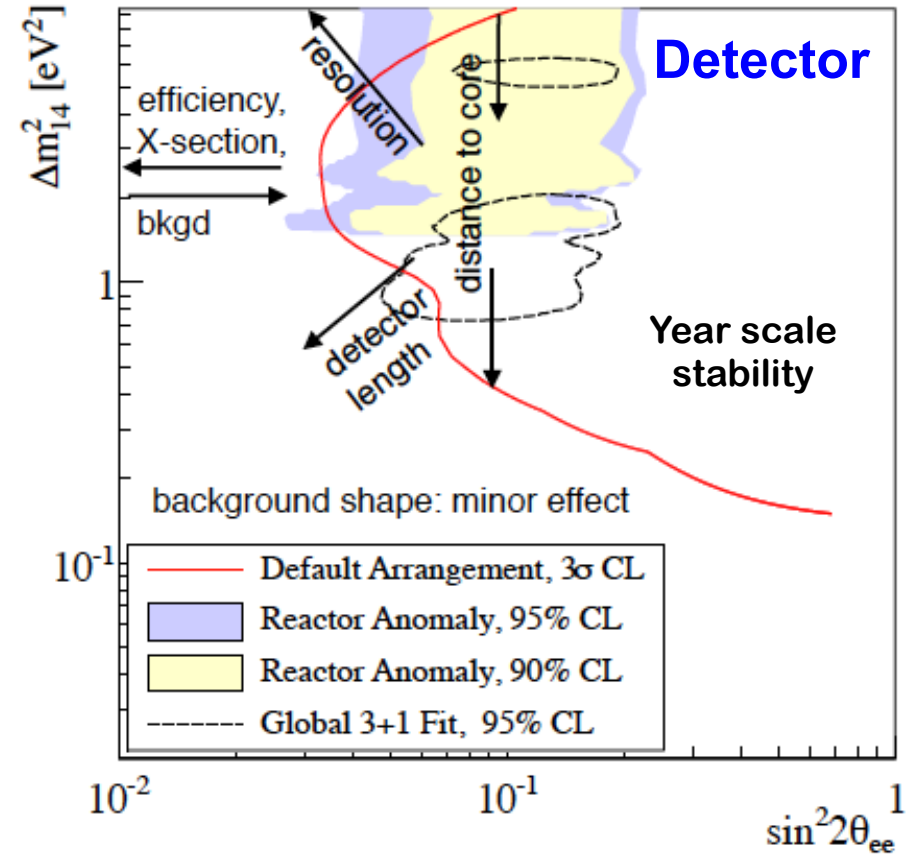 Δm²₁₄ [eV²]
Detector
resolution
efficiency,
X-section,
bkgd
distance to core
1
detector
length
Year scale
stability
background shape: minor effect
10⁻¹
Default Arrangement, 3σ CL
Reactor Anomaly, 95% CL
Reactor Anomaly, 90% CL
Global 3+1 Fit, 95% CL
10⁻²
10⁻¹
1
sin²2θₑₑ